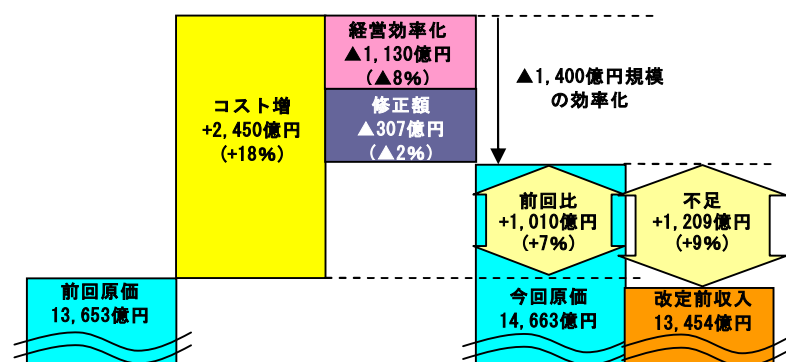 経営効率化
▲1,130億円
(▲8%)
▲1,400億円規模
の効率化
コスト増
+2,450億円
(+18%)
修正額
▲307億円
(▲2%)
前回比
+1,010億円
(+7%)
不足
+1,209億円
(+9%)
前回原価
13,653億円
今回原価
14,663億円
改定前収入
13,454億円